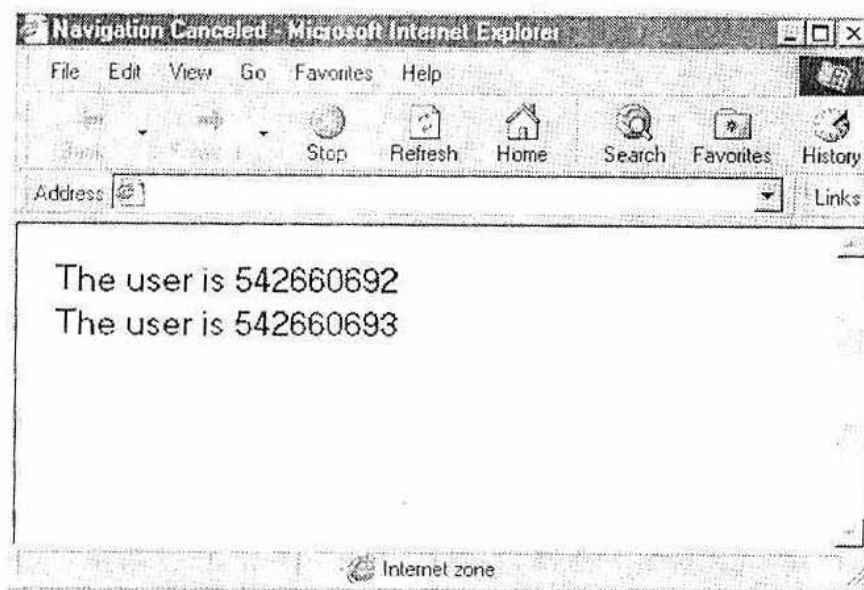 Navigation Canceled - Microsoft Internet Explorer
File Edit View Go Favorites Help
Back Stop Refresh Home Search Favorites History
Address Links
The user is 542660692
The user is 542660693
Internet zone